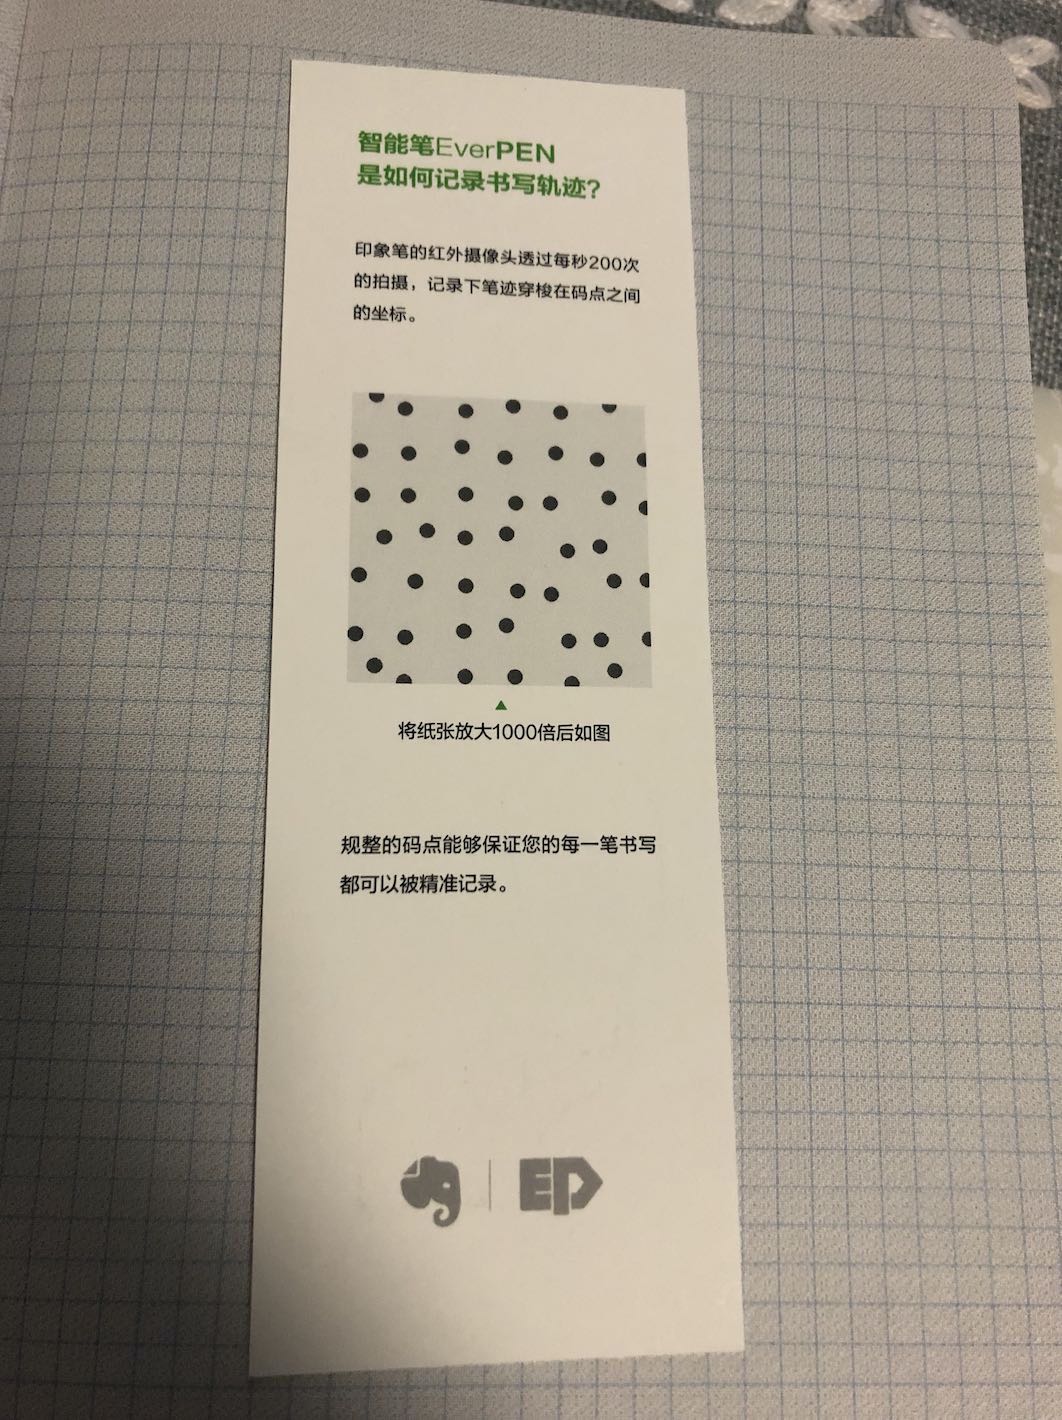 智能笔EverPEN
是如何记录书写轨迹?
印象笔的红外摄像头透过每秒200次
的拍摄，记录下笔迹穿梭在码点之间
的坐标。
将纸张放大1000倍后如图
规整的码点能够保证您的每一笔书写
都可以被精准记录。
EP